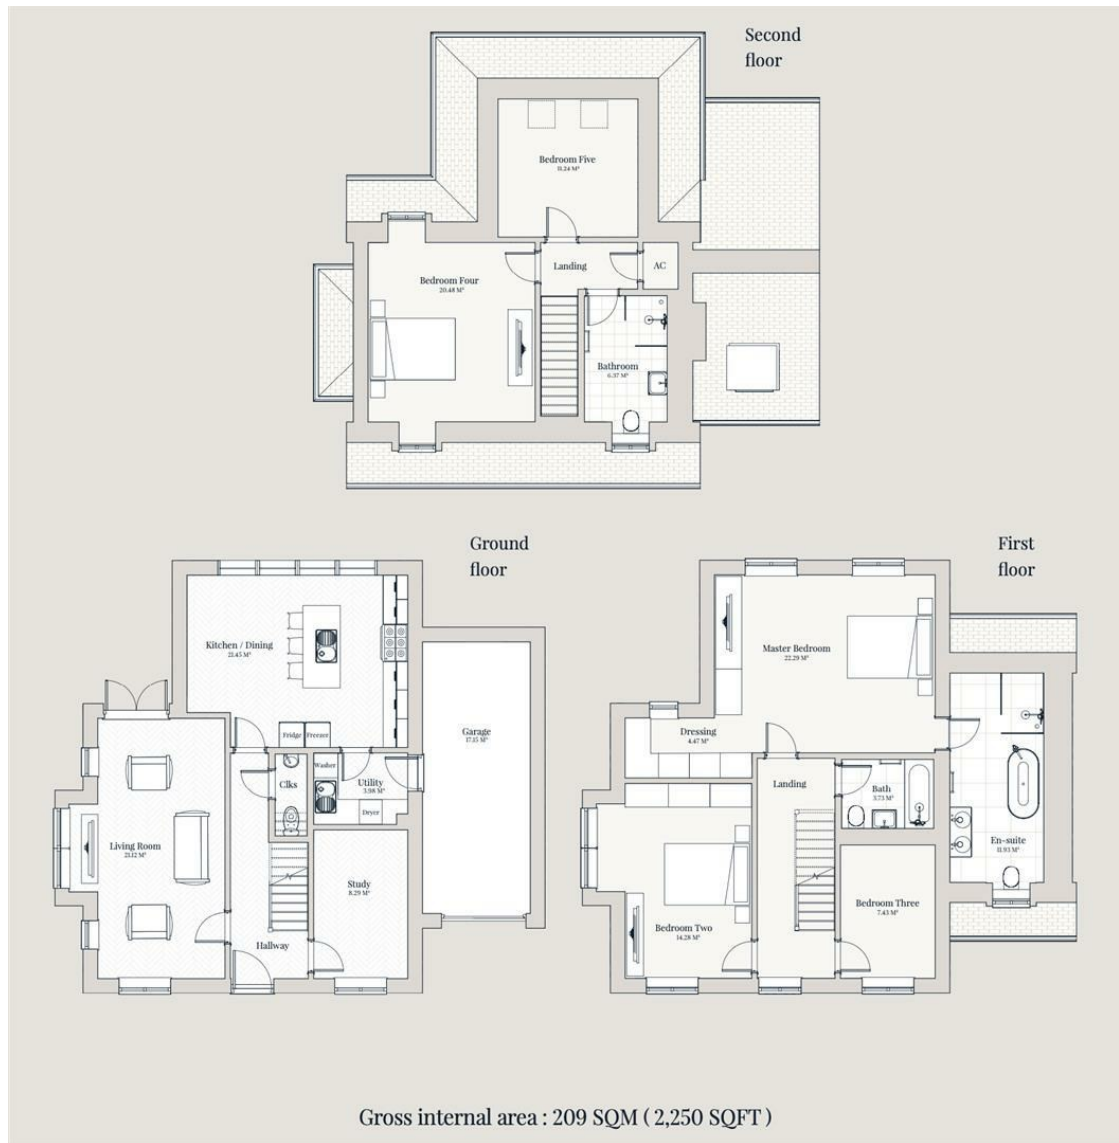 Second
floor
Bedroom Five
11.24 M²
Landing
AC
Bedroom Four
20.48 M²
Bathroom
6.37 M²
Ground
floor
Kitchen / Dining
21.45 M²
Fridge
Freezer
Garage
17.15 M²
Washer
Utility
3.98 M²
Dryer
Clks
Living Room
21.12 M²
Study
8.29 M²
Hallway
First
floor
Master Bedroom
22.29 M²
Dressing
4.47 M²
Landing
Bath
3.73 M²
En-suite
11.93 M²
Bedroom Two
14.28 M²
Bedroom Three
7.43 M²
Gross internal area : 209 SQM ( 2,250 SQFT )